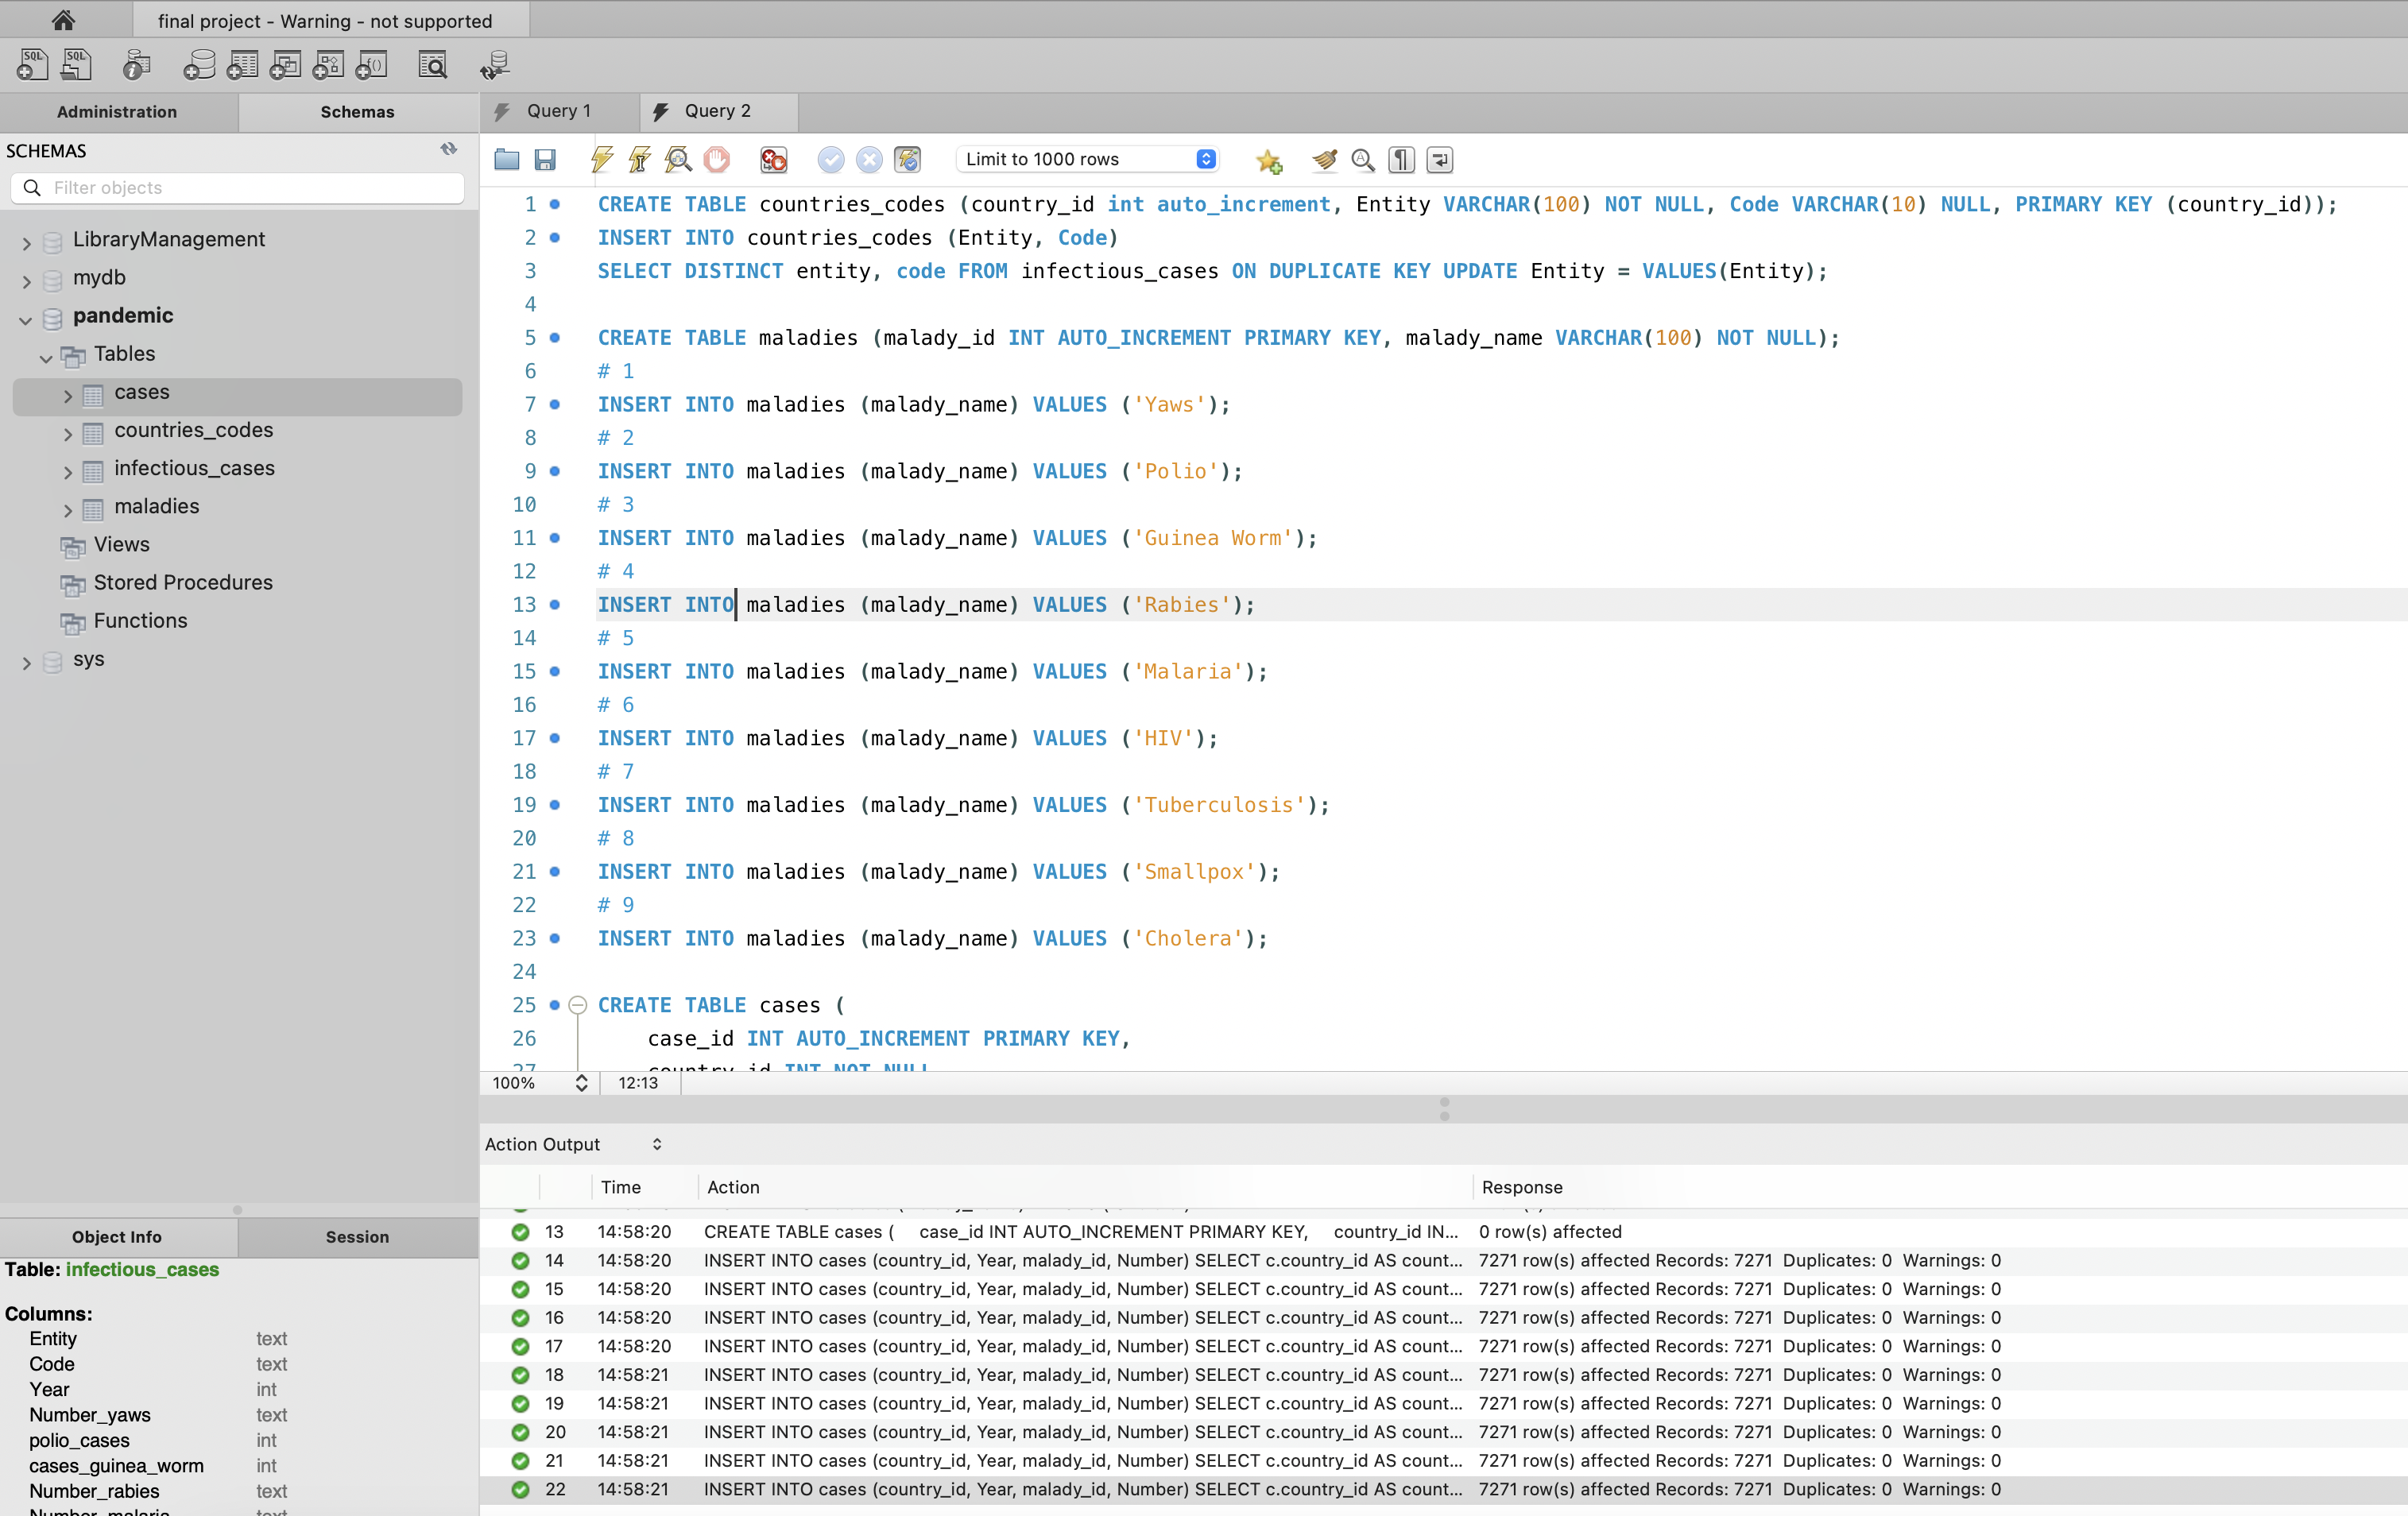 final project - Warning - not supported
SQL SQL
Administration Schemas
SCHEMAS
Filter objects
LibraryManagement
mydb
pandemic
Tables
cases
countries_codes
infectious_cases
maladies
Views
Stored Procedures
Functions
sys
Object Info Session
Table: infectious_cases
Columns:
Entity text
Code text
Year int
Number_yaws text
polio_cases int
cases_guinea_worm int
Number_rabies text
Number_malaria text
Query 1 Query 2
Limit to 1000 rows
1 CREATE TABLE countries_codes (country_id int auto_increment, Entity VARCHAR(100) NOT NULL, Code VARCHAR(10) NULL, PRIMARY KEY (country_id));
2 INSERT INTO countries_codes (Entity, Code)
3 SELECT DISTINCT entity, code FROM infectious_cases ON DUPLICATE KEY UPDATE Entity = VALUES(Entity);
4
5 CREATE TABLE maladies (malady_id INT AUTO_INCREMENT PRIMARY KEY, malady_name VARCHAR(100) NOT NULL);
6 # 1
7 INSERT INTO maladies (malady_name) VALUES ('Yaws');
8 # 2
9 INSERT INTO maladies (malady_name) VALUES ('Polio');
10 # 3
11 INSERT INTO maladies (malady_name) VALUES ('Guinea Worm');
12 # 4
13 INSERT INTO maladies (malady_name) VALUES ('Rabies');
14 # 5
15 INSERT INTO maladies (malady_name) VALUES ('Malaria');
16 # 6
17 INSERT INTO maladies (malady_name) VALUES ('HIV');
18 # 7
19 INSERT INTO maladies (malady_name) VALUES ('Tuberculosis');
20 # 8
21 INSERT INTO maladies (malady_name) VALUES ('Smallpox');
22 # 9
23 INSERT INTO maladies (malady_name) VALUES ('Cholera');
24
25 CREATE TABLE cases (
26 case_id INT AUTO_INCREMENT PRIMARY KEY,
27 country_id INT NOT NULL
100% 12:13
Action Output
Time Action Response
13 14:58:20 CREATE TABLE cases ( case_id INT AUTO_INCREMENT PRIMARY KEY, country_id IN... 0 row(s) affected
14 14:58:20 INSERT INTO cases (country_id, Year, malady_id, Number) SELECT c.country_id AS count... 7271 row(s) affected Records: 7271 Duplicates: 0 Warnings: 0
15 14:58:20 INSERT INTO cases (country_id, Year, malady_id, Number) SELECT c.country_id AS count... 7271 row(s) affected Records: 7271 Duplicates: 0 Warnings: 0
16 14:58:20 INSERT INTO cases (country_id, Year, malady_id, Number) SELECT c.country_id AS count... 7271 row(s) affected Records: 7271 Duplicates: 0 Warnings: 0
17 14:58:20 INSERT INTO cases (country_id, Year, malady_id, Number) SELECT c.country_id AS count... 7271 row(s) affected Records: 7271 Duplicates: 0 Warnings: 0
18 14:58:21 INSERT INTO cases (country_id, Year, malady_id, Number) SELECT c.country_id AS count... 7271 row(s) affected Records: 7271 Duplicates: 0 Warnings: 0
19 14:58:21 INSERT INTO cases (country_id, Year, malady_id, Number) SELECT c.country_id AS count... 7271 row(s) affected Records: 7271 Duplicates: 0 Warnings: 0
20 14:58:21 INSERT INTO cases (country_id, Year, malady_id, Number) SELECT c.country_id AS count... 7271 row(s) affected Records: 7271 Duplicates: 0 Warnings: 0
21 14:58:21 INSERT INTO cases (country_id, Year, malady_id, Number) SELECT c.country_id AS count... 7271 row(s) affected Records: 7271 Duplicates: 0 Warnings: 0
22 14:58:21 INSERT INTO cases (country_id, Year, malady_id, Number) SELECT c.country_id AS count... 7271 row(s) affected Records: 7271 Duplicates: 0 Warnings: 0